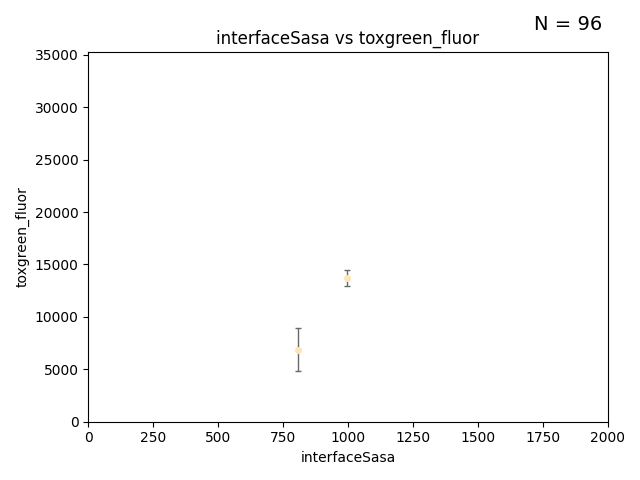 N = 96
interfaceSasa vs toxgreen_fluor
35000
30000
25000
20000
15000
10000
5000
0
toxgreen_fluor
0 250 500 750 1000 1250 1500 1750 2000
interfaceSasa